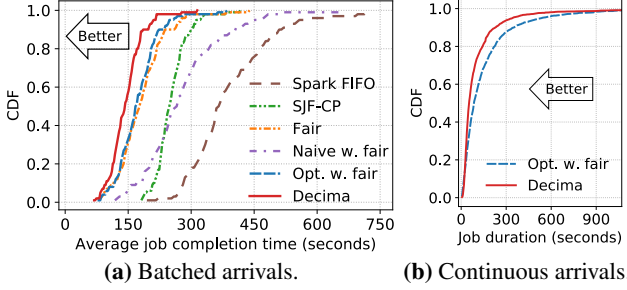 1.0
0.8
0.6
0.4
0.2
0.0
CDF
Better
Spark FIFO
SJF-CP
Fair
Naive w. fair
Opt. w. fair
Decima
0 150 300 450 600 750
Average job completion time (seconds)
(a) Batched arrivals.
1.0
0.8
0.6
0.4
0.2
0.0
CDF
Better
Opt. w. fair
Decima
0 300 600 900
Job duration (seconds)
(b) Continuous arrivals